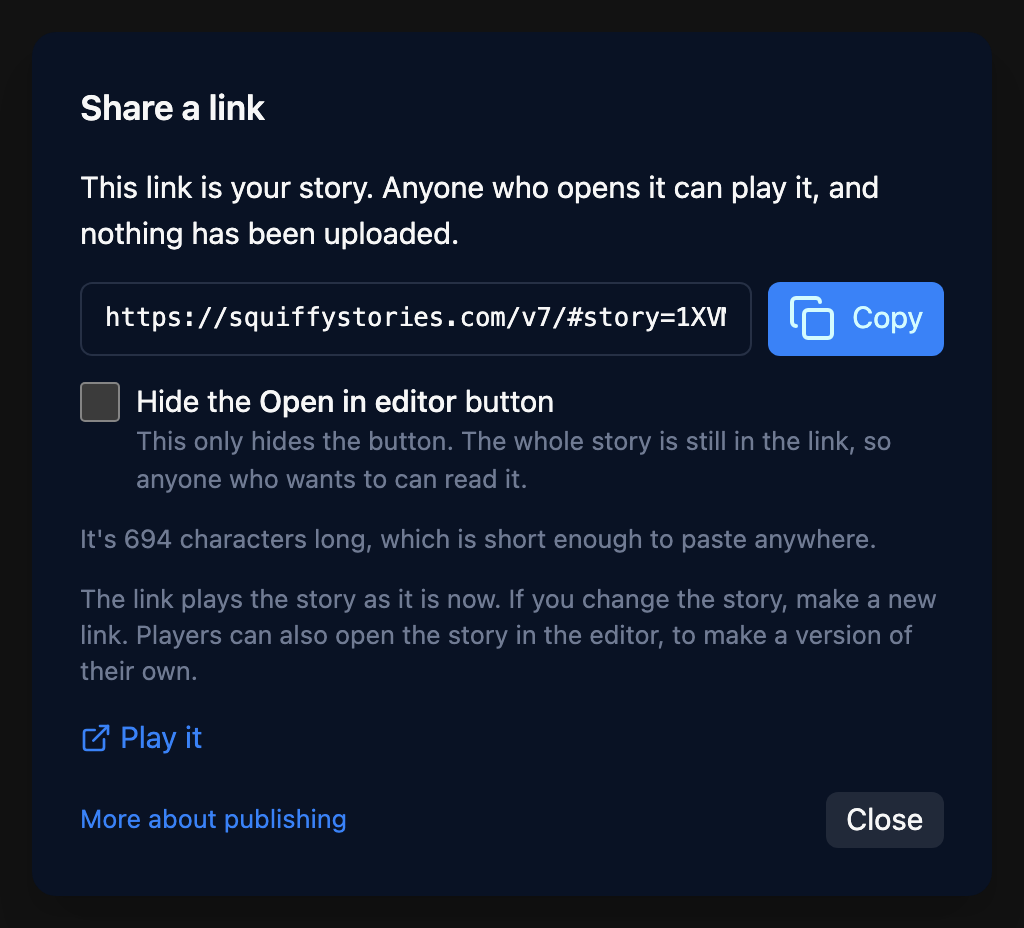 Share a link
This link is your story. Anyone who opens it can play it, and
nothing has been uploaded.
https://squiffystories.com/v7/#story=1XV
Copy
Hide the Open in editor button
This only hides the button. The whole story is still in the link, so
anyone who wants to can read it.
It's 694 characters long, which is short enough to paste anywhere.
The link plays the story as it is now. If you change the story, make a new
link. Players can also open the story in the editor, to make a version of
their own.
Play it
More about publishing
Close